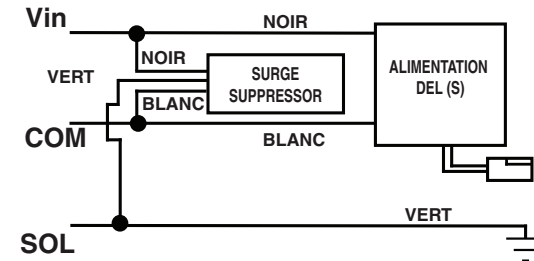 Vin
NOIR
NOIR
VERT
SURGE
SUPPRESSOR
ALIMENTATION
DEL (S)
BLANC
COM
BLANC
VERT
SOL